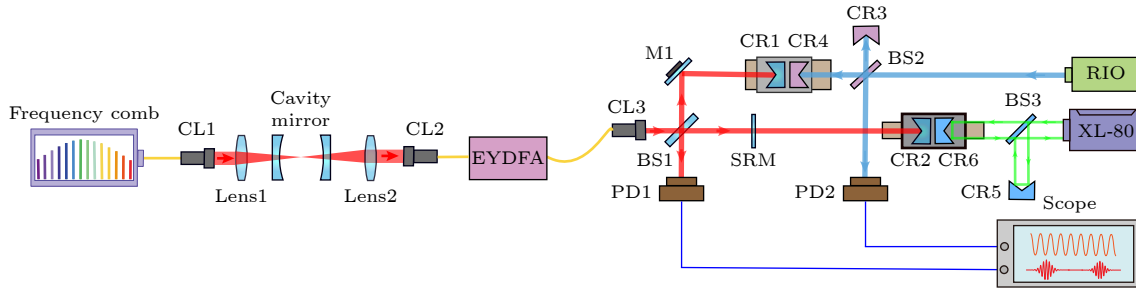 Frequency comb
CL1
Lens1
Cavity
mirror
Lens2
CL2
EYDFA
CL3
M1
BS1
PD1
SRM
CR1
CR4
CR3
BS2
RIO
CR2
CR6
BS3
XL-80
CR5
PD2
Scope